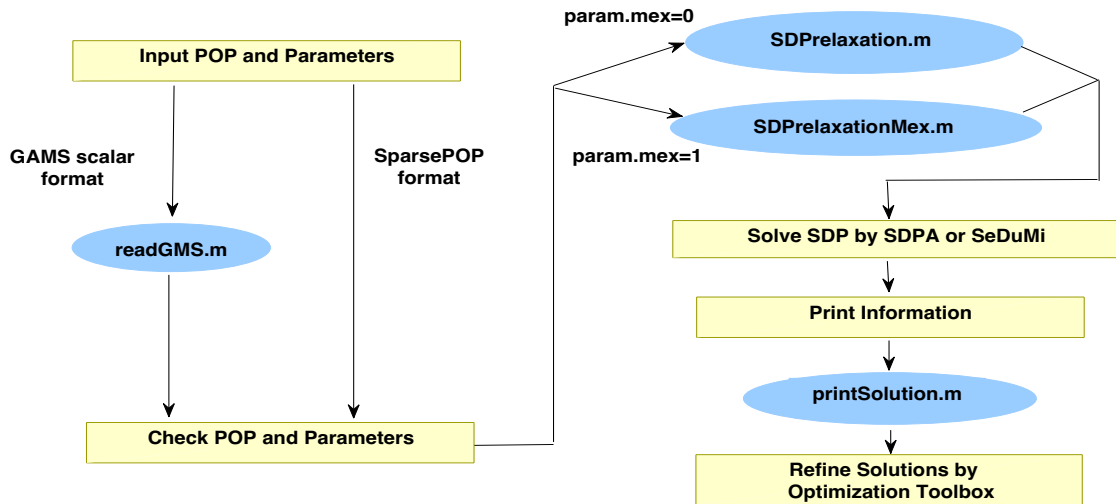 Input POP and Parameters
GAMS scalar
format
SparsePOP
format
readGMS.m
Check POP and Parameters
param.mex=0
SDPrelaxation.m
SDPrelaxationMex.m
param.mex=1
Solve SDP by SDPA or SeDuMi
Print Information
printSolution.m
Refine Solutions by
Optimization Toolbox